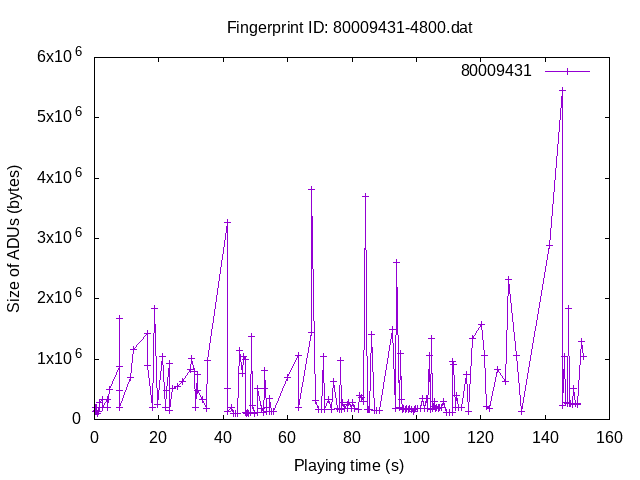 Fingerprint ID: 80009431-4800.dat
80009431
Size of ADUs (bytes)
6x10^6
5x10^6
4x10^6
3x10^6
2x10^6
1x10^6
0
0 20 40 60 80 100 120 140 160
Playing time (s)